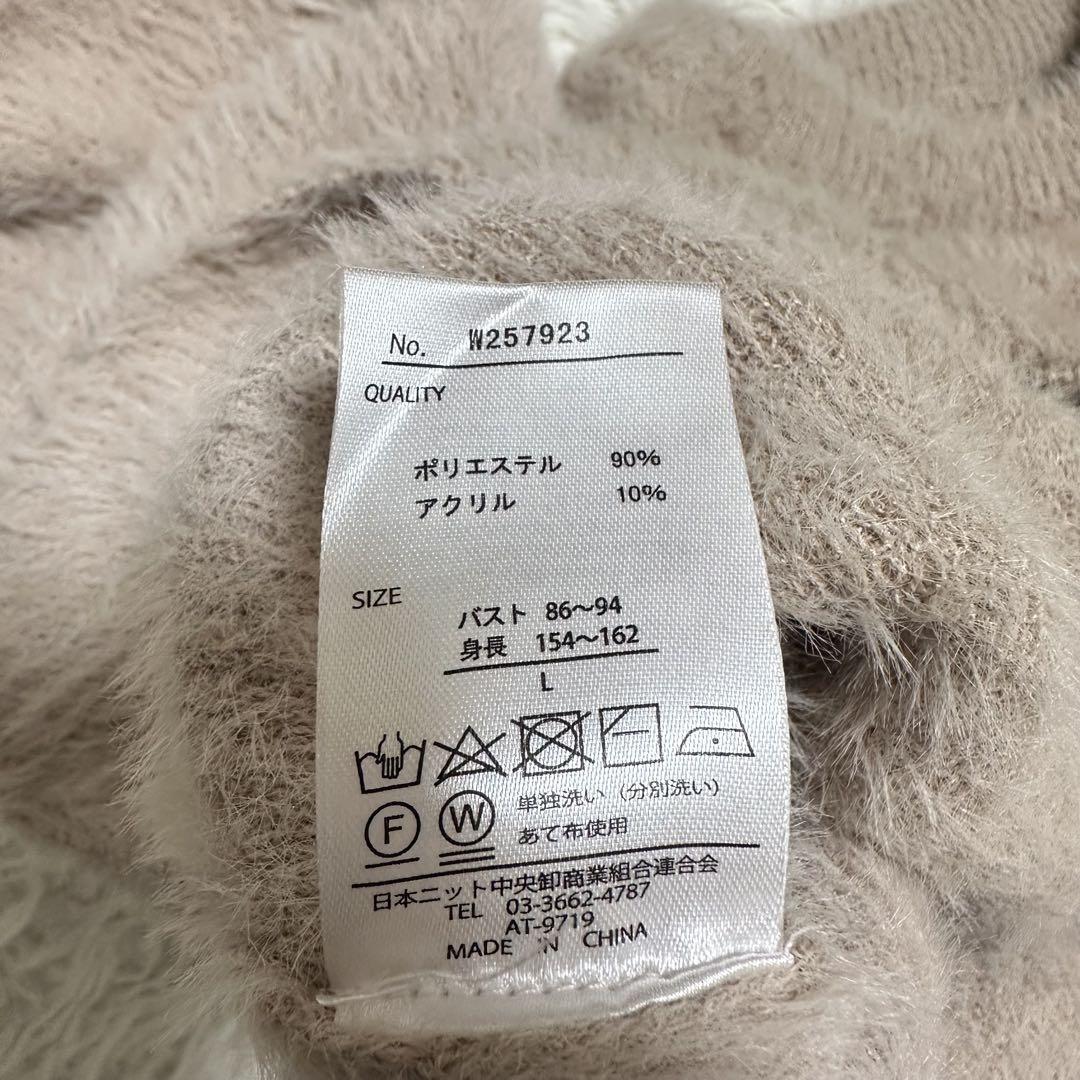 No. W257923
QUALITY
ポリエステル 90%
アクリル 10%
SIZE
バスト 86～94
身長 154～162
L
F
W
単独洗い（分別洗い）
あて布使用
日本ニット中央卸商業組合連合会
TEL 03-3662-4787
AT-9719
MADE IN CHINA